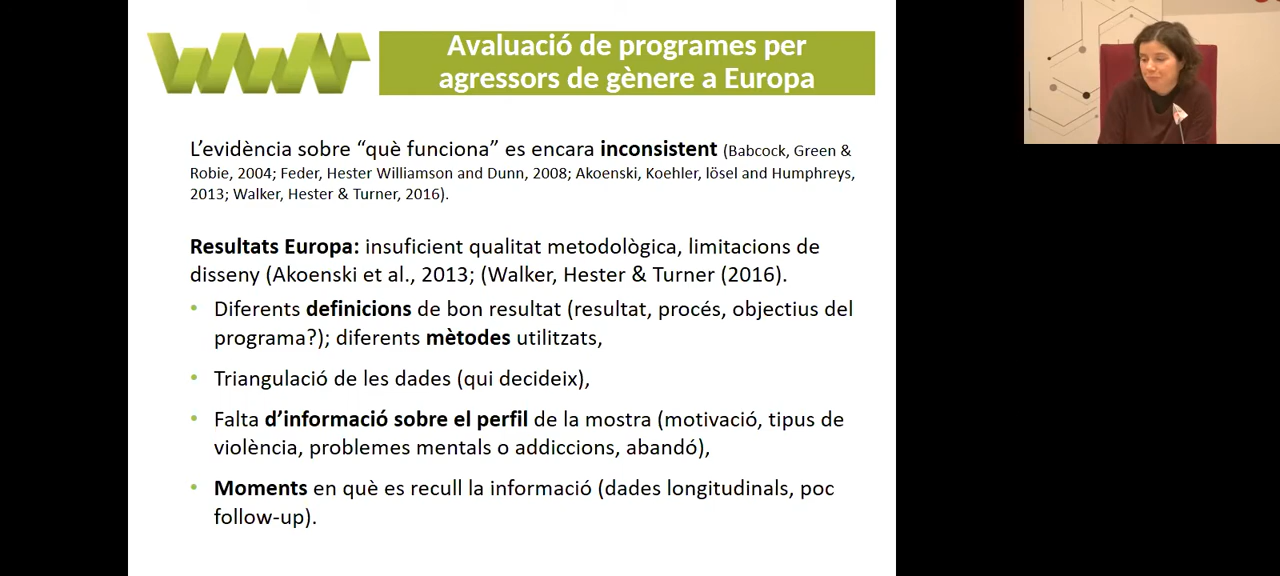 WWP
Avaluació de programes per
agressors de gènere a Europa
L’evidència sobre “què funciona” es encara inconsistent (Babcock, Green &
Robie, 2004; Feder, Hester Williamson and Dunn, 2008; Akoenski, Koehler, lösel and Humphreys,
2013; Walker, Hester & Turner, 2016).
Resultats Europa: insuficient qualitat metodològica, limitacions de
disseny (Akoenski et al., 2013; (Walker, Hester & Turner (2016).
• Diferents definicions de bon resultat (resultat, procés, objectius del
programa?); diferents mètodes utilitzats,
• Triangulació de les dades (qui decideix),
• Falta d’informació sobre el perfil de la mostra (motivació, tipus de
violència, problemes mentals o addiccions, abandó),
• Moments en què es recull la informació (dades longitudinals, poc
follow-up).